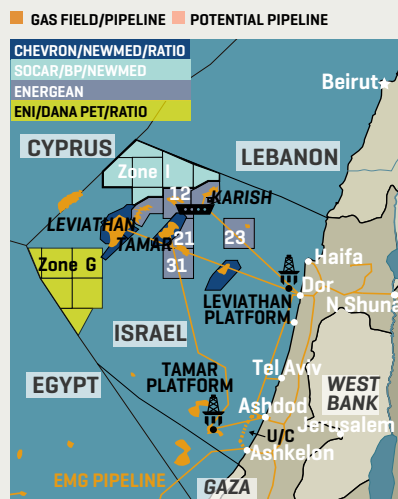 GAS FIELD/PIPELINE POTENTIAL PIPELINE
CHEVRON/NEWMED/RATIO
SOCAR/BP/NEWMED
ENERGEAN
ENI/DANA PET/RATIO
Beirut
CYPRUS
LEBANON
Zone I
12
KARISH
LEVIATHAN
TAMAR
21
23
31
Zone G
Haifa
Dor
N Shuna
LEVIATHAN
PLATFORM
ISRAEL
TAMAR
PLATFORM
Tel Aviv
EGYPT
WEST
BANK
Ashdod
Jerusalem
U/C
Ashkelon
EMG PIPELINE
GAZA